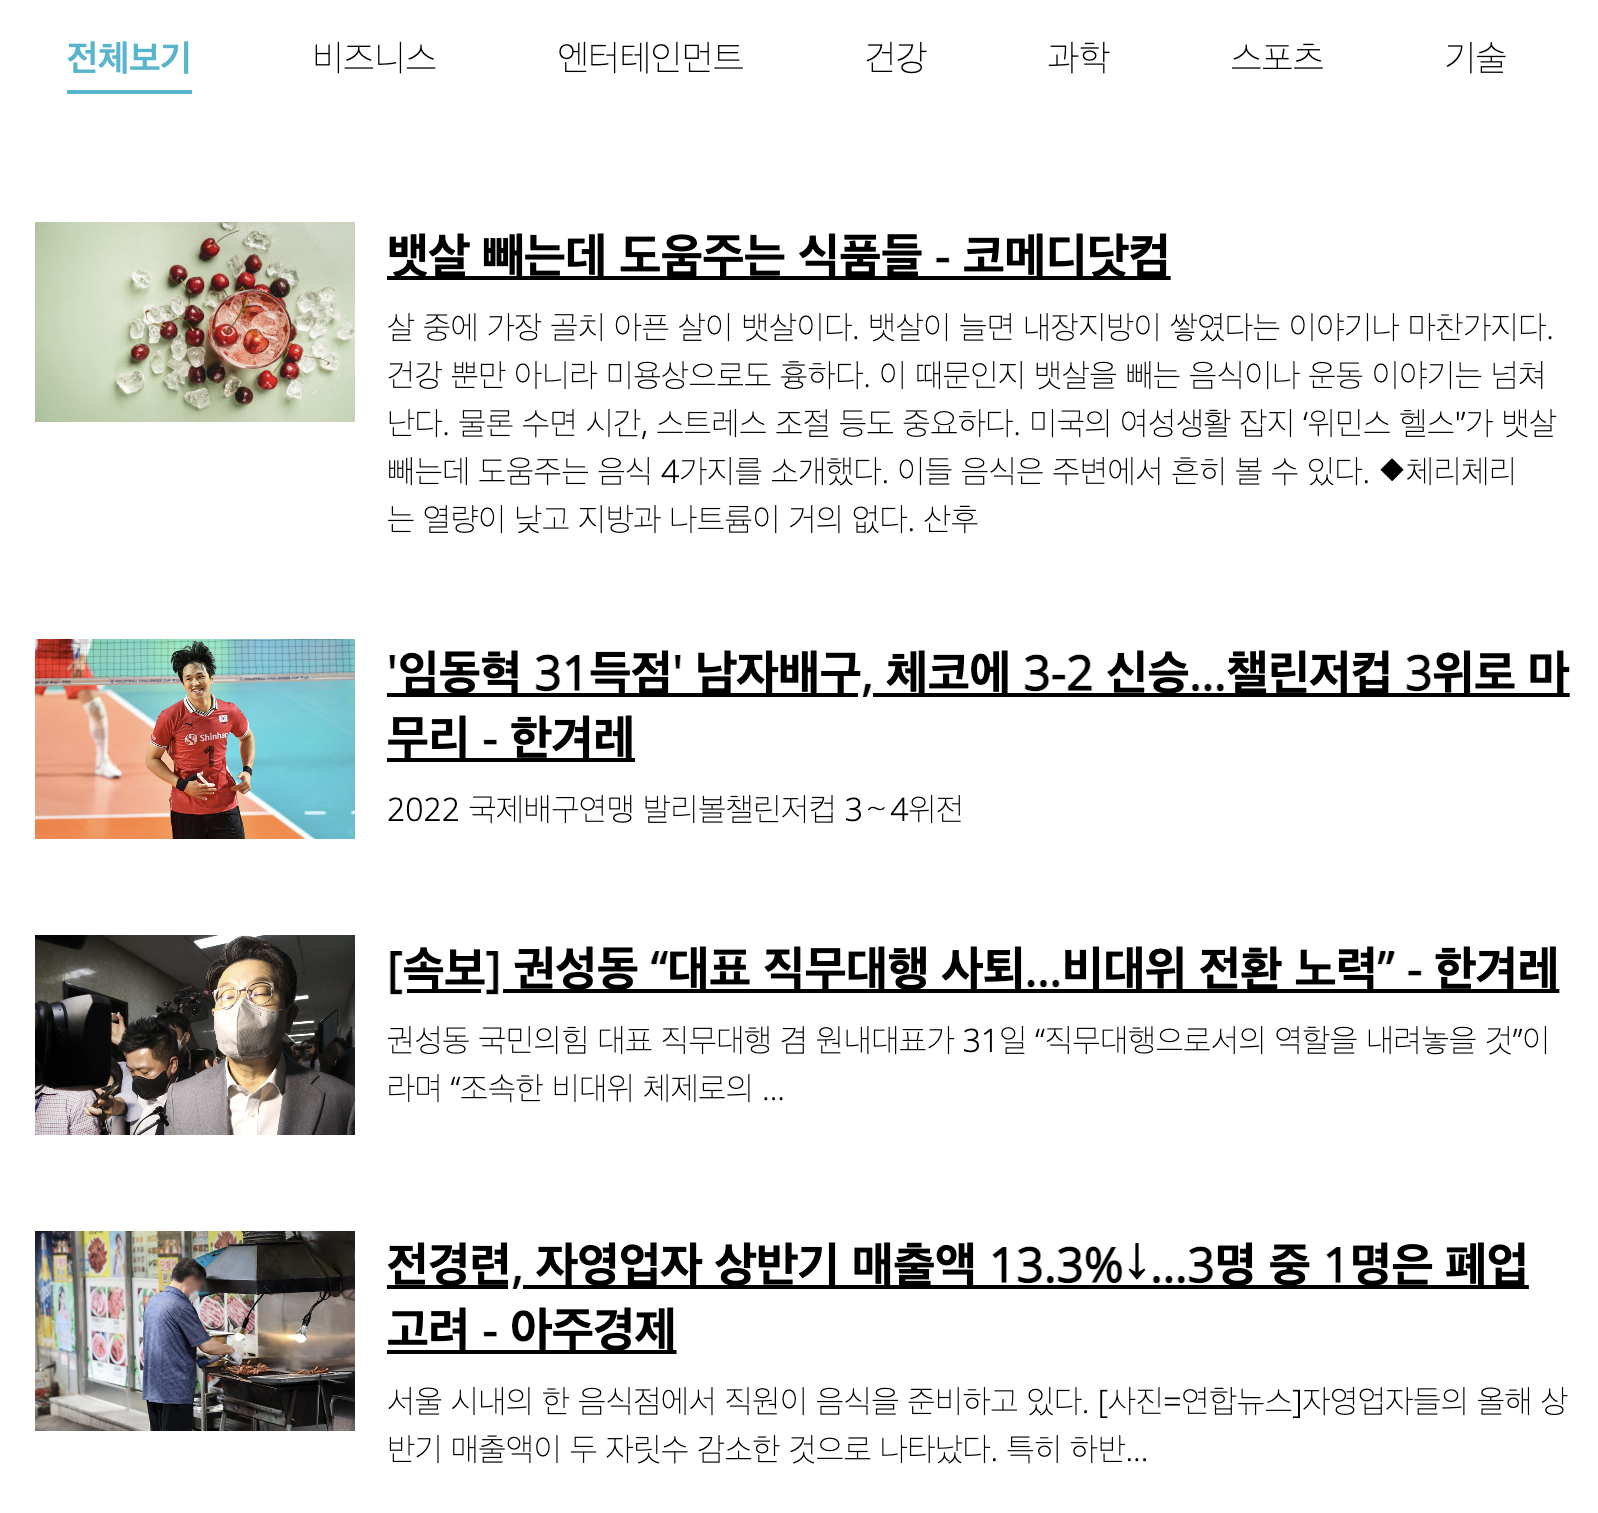 전체보기 비즈니스 엔터테인먼트 건강 과학 스포츠 기술
뱃살 빼는데 도움주는 식품들 - 코메디닷컴
살 중에 가장 골치 아픈 살이 뱃살이다. 뱃살이 늘면 내장지방이 쌓였다는 이야기나 마찬가지다.
건강 뿐만 아니라 미용상으로도 흉하다. 이 때문인지 뱃살을 빼는 음식이나 운동 이야기는 넘쳐
난다. 물론 수면 시간, 스트레스 조절 등도 중요하다. 미국의 여성생활 잡지 ‘위민스 헬스"가 뱃살
빼는데 도움주는 음식 4가지를 소개했다. 이들 음식은 주변에서 흔히 볼 수 있다. ◆체리체리
는 열량이 낮고 지방과 나트륨이 거의 없다. 산후
'임동혁 31득점' 남자배구, 체코에 3-2 신승…챌린저컵 3위로 마
무리 - 한겨레
Shinhan
1
2022 국제배구연맹 발리볼챌린저컵 3∼4위전
[속보] 권성동 “대표 직무대행 사퇴…비대위 전환 노력” - 한겨레
권성동 국민의힘 대표 직무대행 겸 원내대표가 31일 “직무대행으로서의 역할을 내려놓을 것”이
라며 “조속한 비대위 체제로의 ...
전경련, 자영업자 상반기 매출액 13.3%↓…3명 중 1명은 폐업
고려 - 아주경제
서울 시내의 한 음식점에서 직원이 음식을 준비하고 있다. [사진=연합뉴스]자영업자들의 올해 상
반기 매출액이 두 자릿수 감소한 것으로 나타났다. 특히 하반…